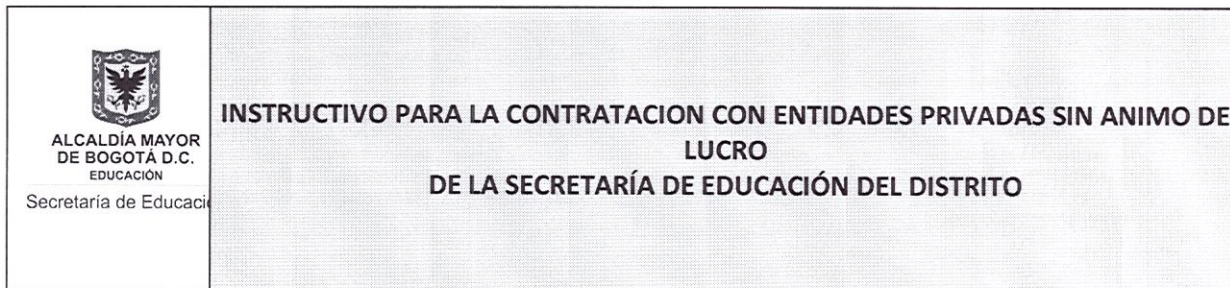 ALCALDÍA MAYOR
DE BOGOTÁ D.C.
EDUCACIÓN
Secretaría de Educaci
INSTRUCTIVO PARA LA CONTRATACION CON ENTIDADES PRIVADAS SIN ANIMO DE
LUCRO
DE LA SECRETARÍA DE EDUCACIÓN DEL DISTRITO